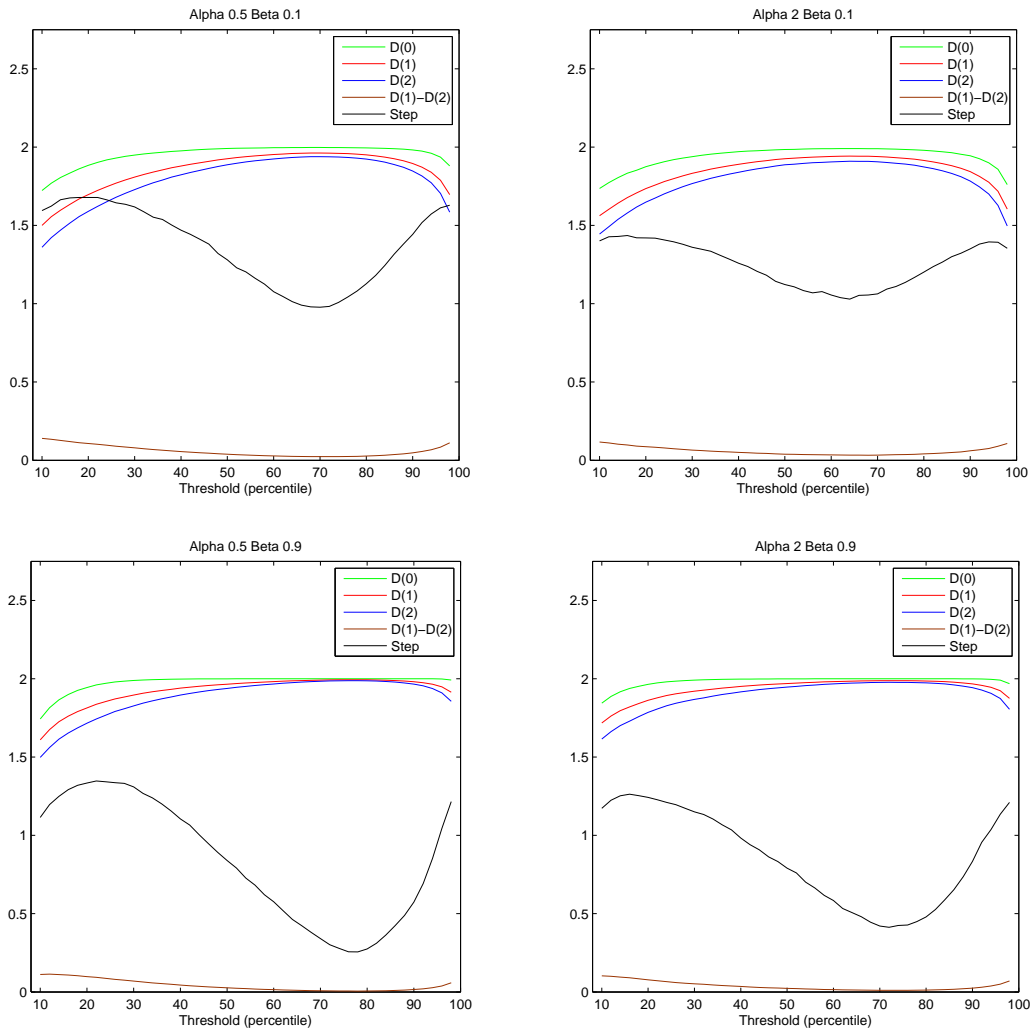 Alpha 0.5 Beta 0.1
D(0)
D(1)
D(2)
D(1)−D(2)
Step
2.5
2
1.5
1
0.5
0
10 20 30 40 50 60 70 80 90 100
Threshold (percentile)
Alpha 2 Beta 0.1
D(0)
D(1)
D(2)
D(1)−D(2)
Step
2.5
2
1.5
1
0.5
0
10 20 30 40 50 60 70 80 90 100
Threshold (percentile)
Alpha 0.5 Beta 0.9
D(0)
D(1)
D(2)
D(1)−D(2)
Step
2.5
2
1.5
1
0.5
0
10 20 30 40 50 60 70 80 90 100
Threshold (percentile)
Alpha 2 Beta 0.9
D(0)
D(1)
D(2)
D(1)−D(2)
Step
2.5
2
1.5
1
0.5
0
10 20 30 40 50 60 70 80 90 100
Threshold (percentile)